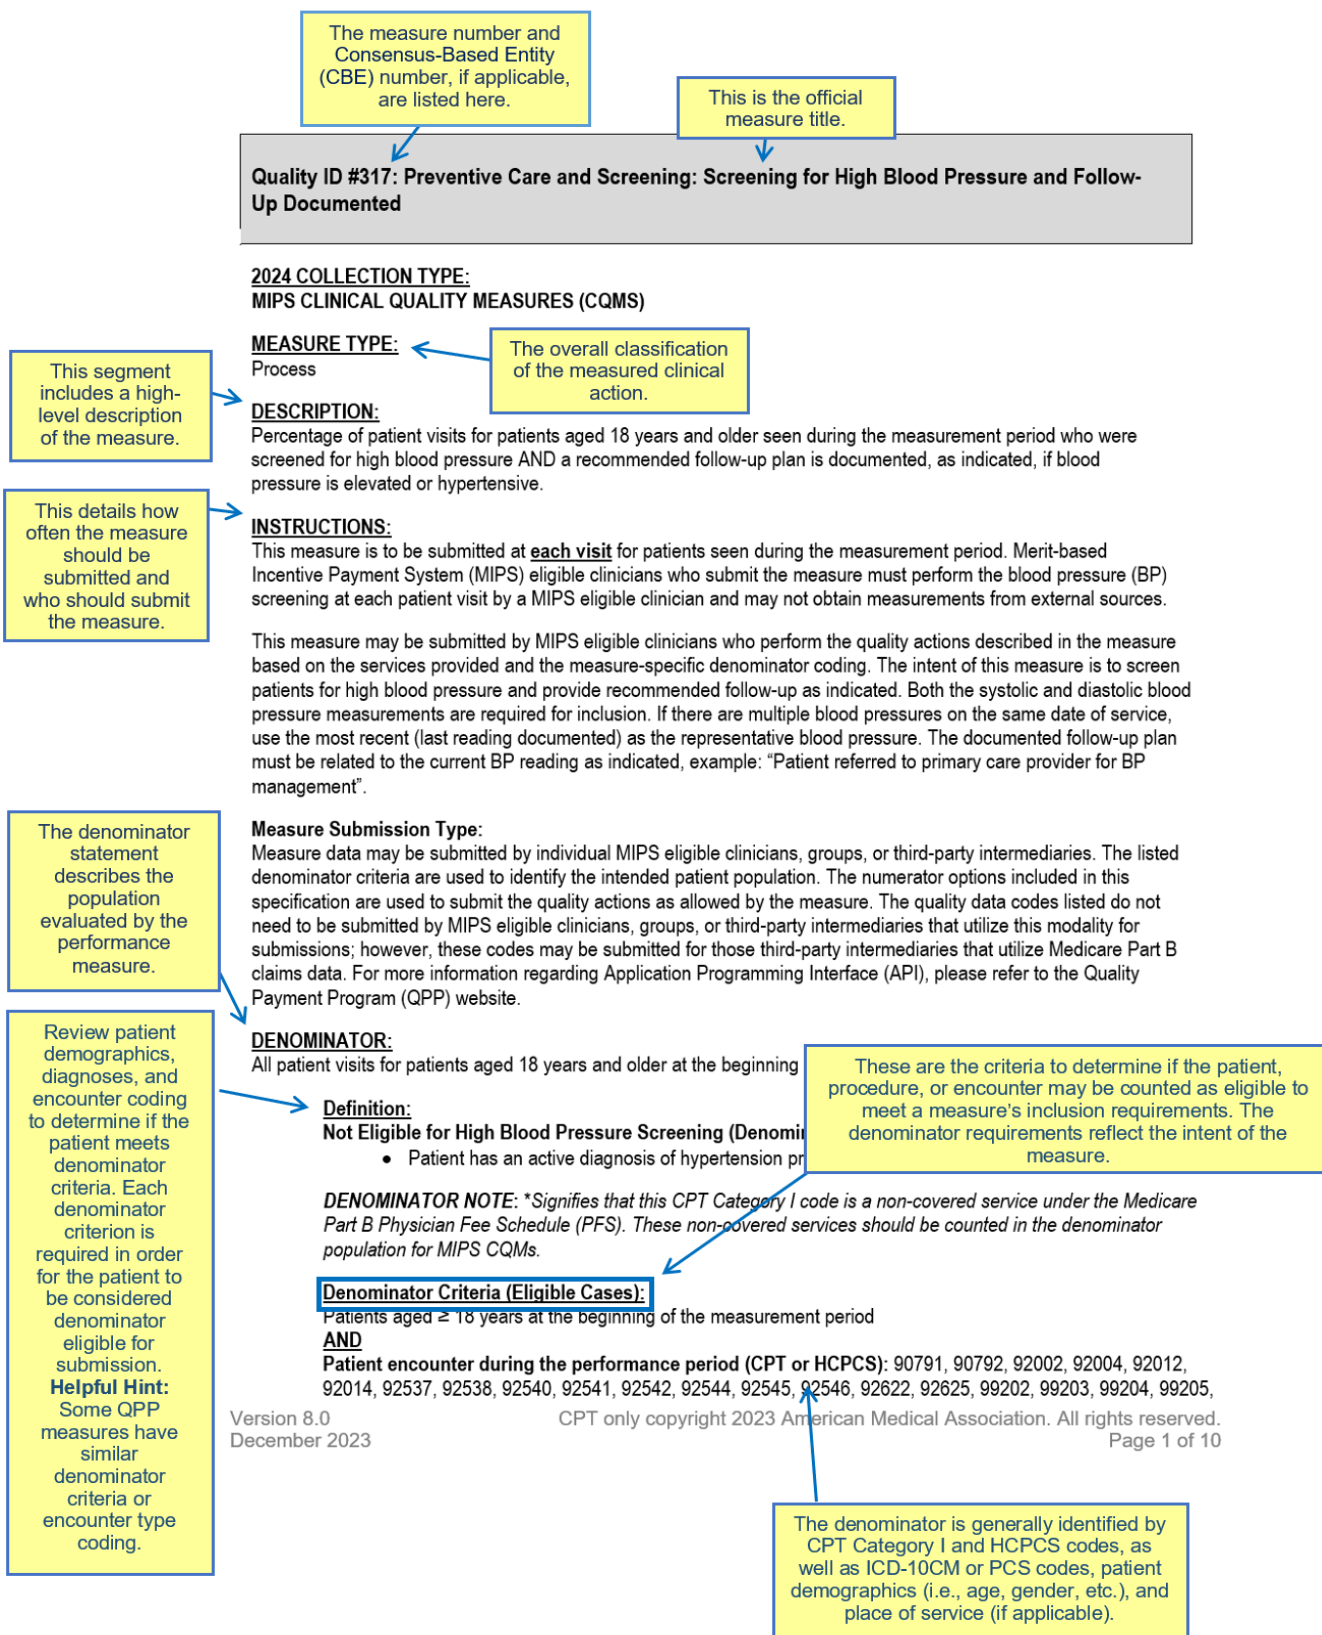 The measure number and
Consensus-Based Entity
(CBE) number, if applicable,
are listed here.
This is the official
measure title.
Quality ID #317: Preventive Care and Screening: Screening for High Blood Pressure and Follow-
Up Documented
2024 COLLECTION TYPE:
MIPS CLINICAL QUALITY MEASURES (CQMS)
MEASURE TYPE:
Process
The overall classification
of the measured clinical
action.
This segment
includes a high-
level description
of the measure.
DESCRIPTION:
Percentage of patient visits for patients aged 18 years and older seen during the measurement period who were
screened for high blood pressure AND a recommended follow-up plan is documented, as indicated, if blood
pressure is elevated or hypertensive.
This details how
often the measure
should be
submitted and
who should submit
the measure.
INSTRUCTIONS:
This measure is to be submitted at each visit for patients seen during the measurement period. Merit-based
Incentive Payment System (MIPS) eligible clinicians who submit the measure must perform the blood pressure (BP)
screening at each patient visit by a MIPS eligible clinician and may not obtain measurements from external sources.
This measure may be submitted by MIPS eligible clinicians who perform the quality actions described in the measure
based on the services provided and the measure-specific denominator coding. The intent of this measure is to screen
patients for high blood pressure and provide recommended follow-up as indicated. Both the systolic and diastolic blood
pressure measurements are required for inclusion. If there are multiple blood pressures on the same date of service,
use the most recent (last reading documented) as the representative blood pressure. The documented follow-up plan
must be related to the current BP reading as indicated, example: “Patient referred to primary care provider for BP
management”.
The denominator
statement
describes the
population
evaluated by the
performance
measure.
Measure Submission Type:
Measure data may be submitted by individual MIPS eligible clinicians, groups, or third-party intermediaries. The listed
denominator criteria are used to identify the intended patient population. The numerator options included in this
specification are used to submit the quality actions as allowed by the measure. The quality data codes listed do not
need to be submitted by MIPS eligible clinicians, groups, or third-party intermediaries that utilize this modality for
submissions; however, these codes may be submitted for those third-party intermediaries that utilize Medicare Part B
claims data. For more information regarding Application Programming Interface (API), please refer to the Quality
Payment Program (QPP) website.
Review patient
demographics,
diagnoses, and
encounter coding
to determine if the
patient meets
denominator
criteria. Each
denominator
criterion is
required in order
for the patient to
be considered
denominator
eligible for
submission.
Helpful Hint:
Some QPP
measures have
similar
denominator
criteria or
encounter type
coding.
DENOMINATOR:
All patient visits for patients aged 18 years and older at the beginning
These are the criteria to determine if the patient,
procedure, or encounter may be counted as eligible to
meet a measure’s inclusion requirements. The
denominator requirements reflect the intent of the
measure.
Definition:
Not Eligible for High Blood Pressure Screening (Denomi
• Patient has an active diagnosis of hypertension pr
DENOMINATOR NOTE: *Signifies that this CPT Category I code is a non-covered service under the Medicare
Part B Physician Fee Schedule (PFS). These non-covered services should be counted in the denominator
population for MIPS CQMs.
Denominator Criteria (Eligible Cases):
Patients aged ≥ 18 years at the beginning of the measurement period
AND
Patient encounter during the performance period (CPT or HCPCS): 90791, 90792, 92002, 92004, 92012,
92014, 92537, 92538, 92540, 92541, 92542, 92544, 92545, 92546, 92622, 92625, 99202, 99203, 99204, 99205,
Version 8.0
December 2023
CPT only copyright 2023 American Medical Association. All rights reserved.
Page 1 of 10
The denominator is generally identified by
CPT Category I and HCPCS codes, as
well as ICD-10CM or PCS codes, patient
demographics (i.e., age, gender, etc.), and
place of service (if applicable).